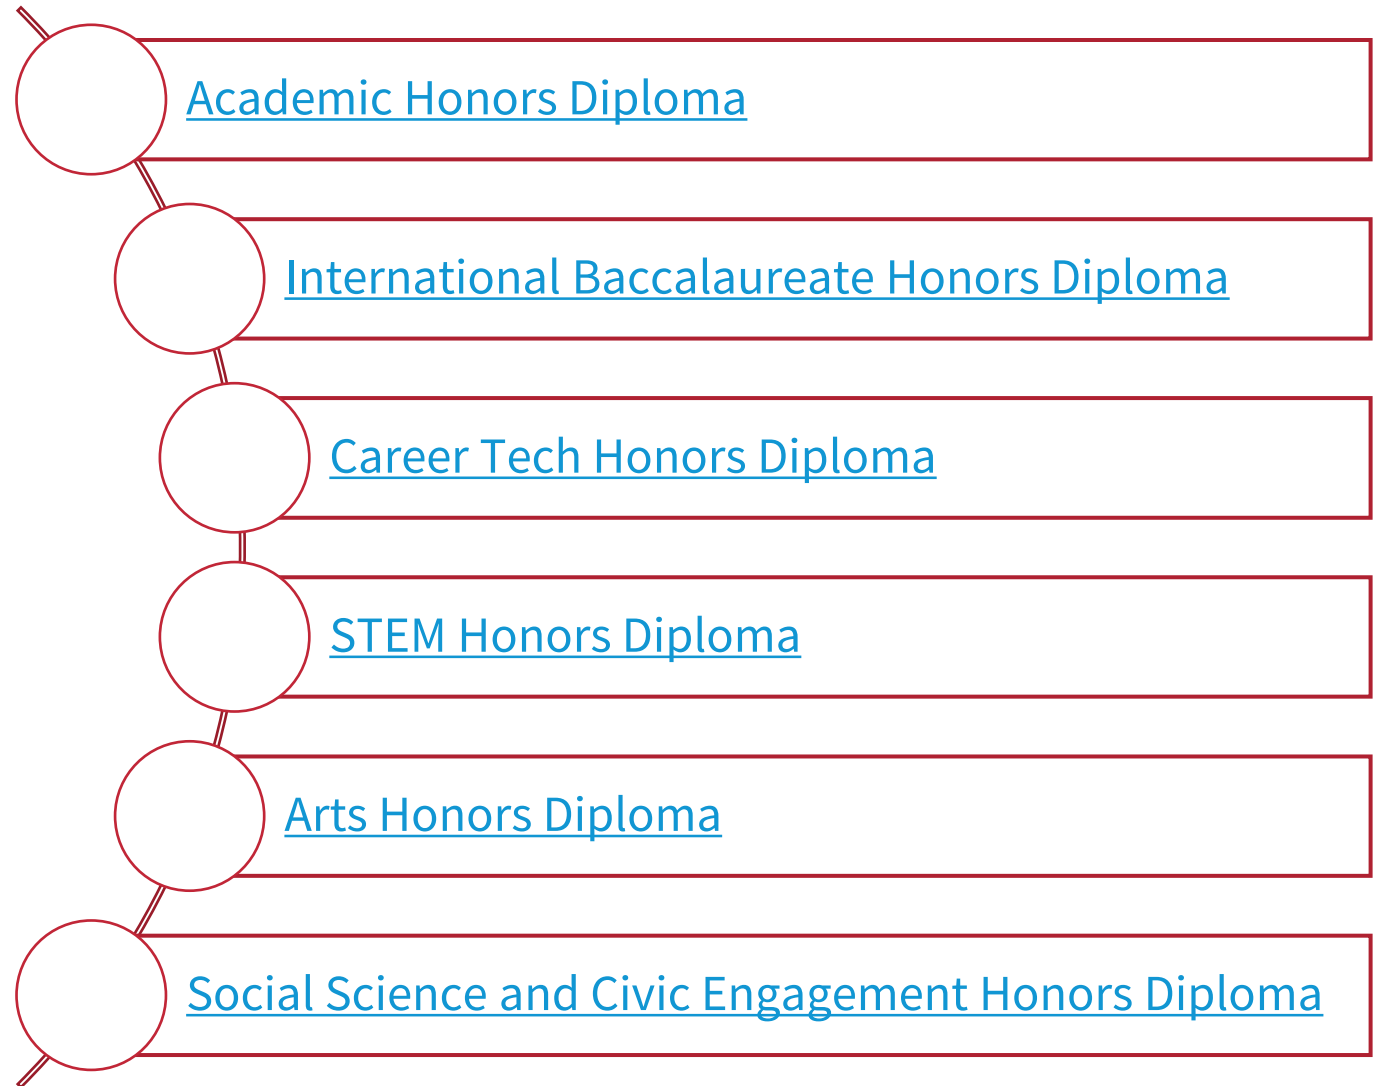 Academic Honors Diploma
International Baccalaureate Honors Diploma
Career Tech Honors Diploma
STEM Honors Diploma
Arts Honors Diploma
Social Science and Civic Engagement Honors Diploma